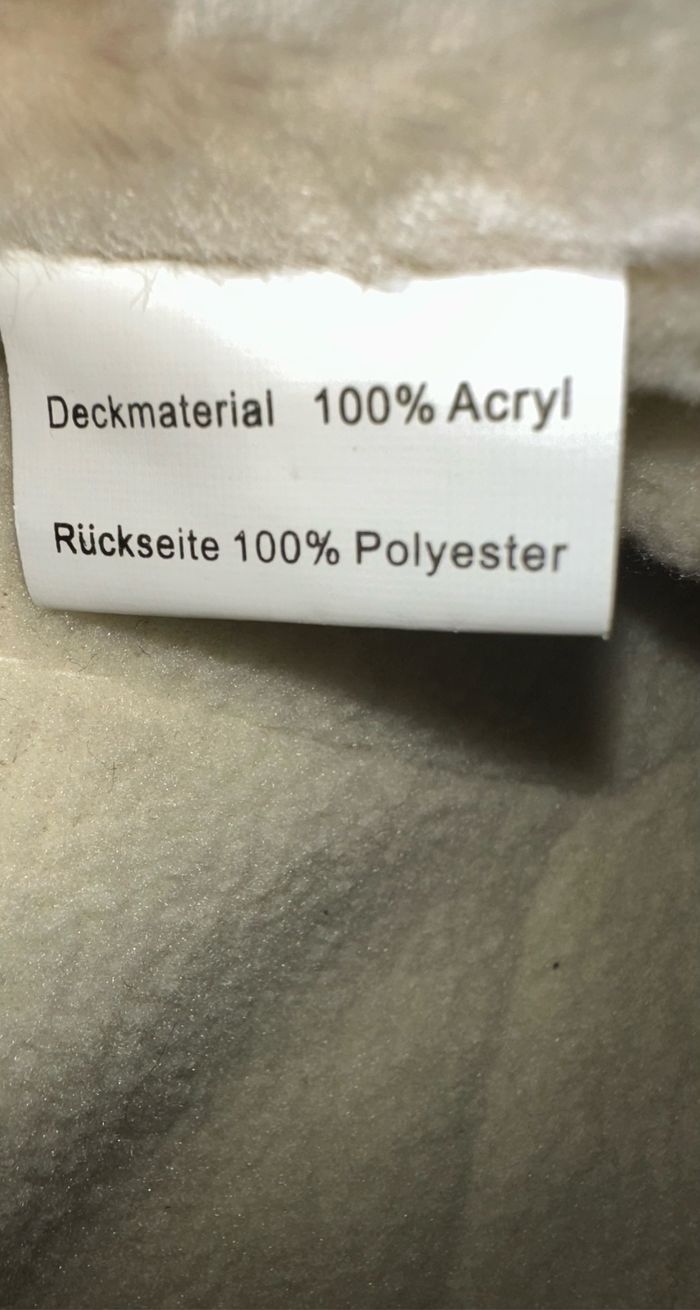 Deckmaterial 100% Acryl
Rückseite 100% Polyester